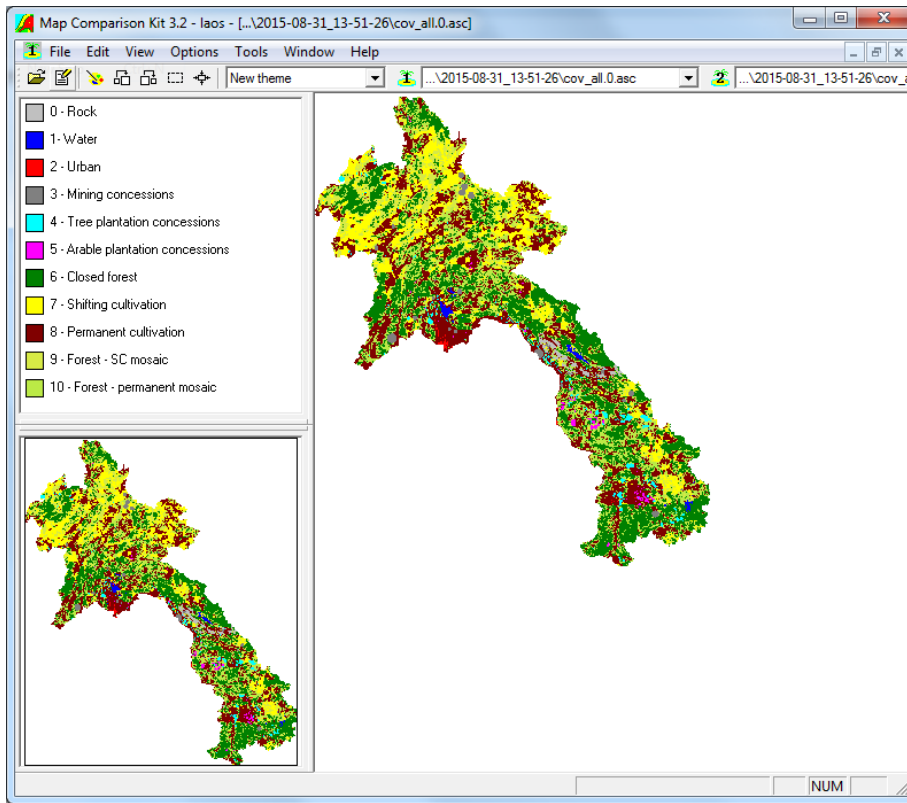 Map Comparison Kit 3.2 - laos - [...\2015-08-31_13-51-26\cov_all.0.asc]
1 File Edit View Options Tools Window Help
New theme 1 ...\2015-08-31_13-51-26\cov_all.0.asc 2 ...\2015-08-31_13-51-26\cov_a
0 - Rock
1- Water
2 - Urban
3 - Mining concessions
4 - Tree plantation concessions
5 - Arable plantation concessions
6 - Closed forest
7 - Shifting cultivation
8 - Permanent cultivation
9 - Forest - SC mosaic
10 - Forest - permanent mosaic
NUM